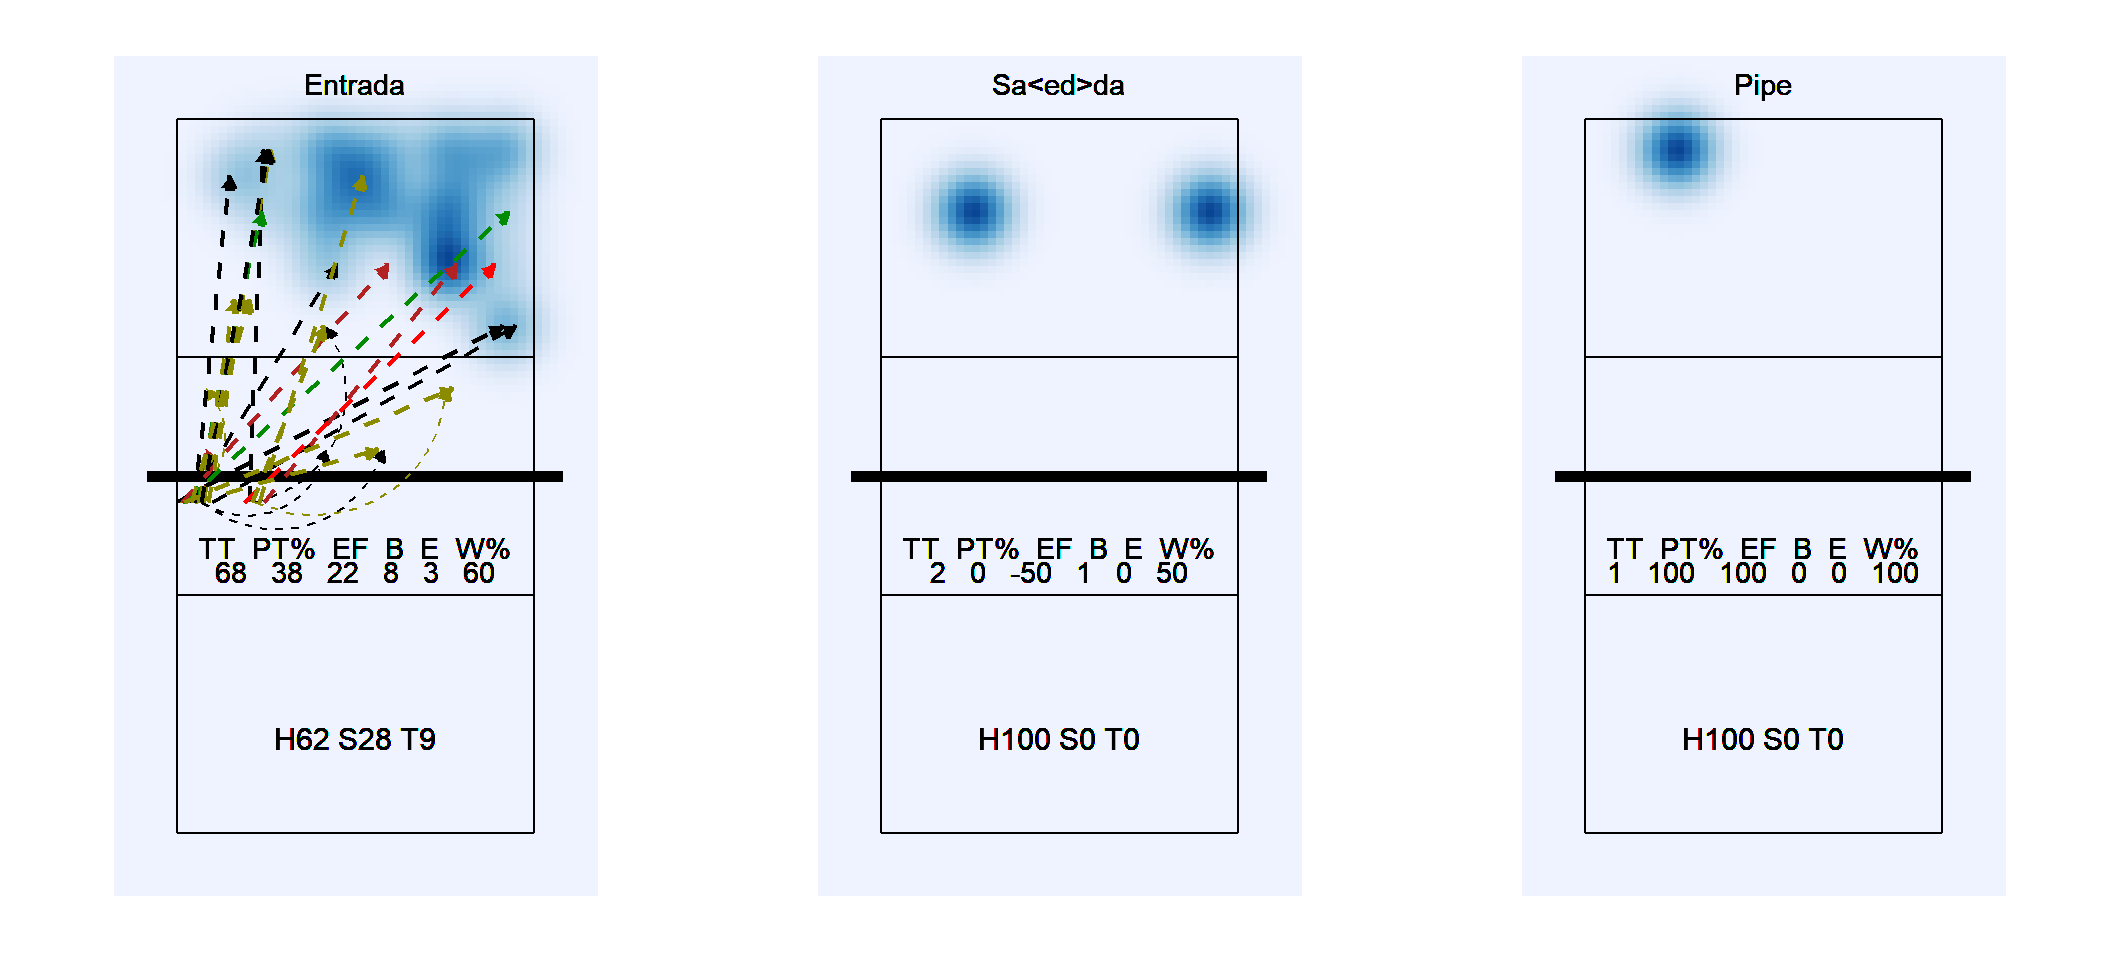 Entrada
TT PT% EF B E W%
68 38 22 8 3 60
H62 S28 T9
Sa<ed>da
TT PT% EF B E W%
2 0 -50 1 0 50
H100 S0 T0
Pipe
TT PT% EF B E W%
1 100 100 0 0 100
H100 S0 T0